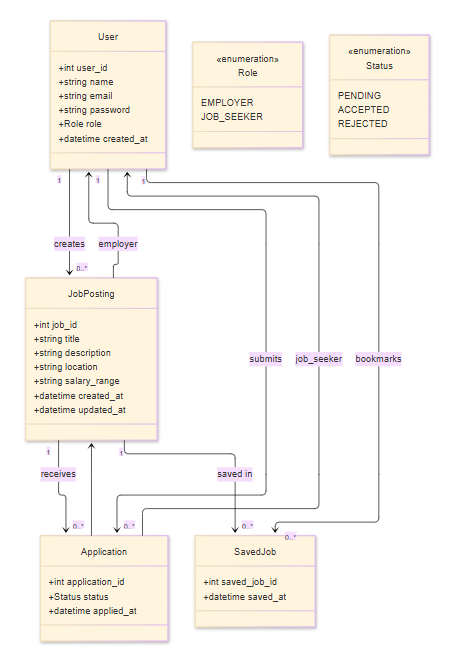 User
+int user_id
+string name
+string email
+string password
+Role role
+datetime created_at
«enumeration»
Role
EMPLOYER
JOB_SEEKER
«enumeration»
Status
PENDING
ACCEPTED
REJECTED
1
1
1
creates
employer
0..*
JobPosting
+int job_id
+string title
+string description
+string location
+string salary_range
+datetime created_at
+datetime updated_at
submits
job_seeker
bookmarks
1
1
receives
saved in
0..*
0..*
0..*
0..*
Application
+int application_id
+Status status
+datetime applied_at
SavedJob
+int saved_job_id
+datetime saved_at